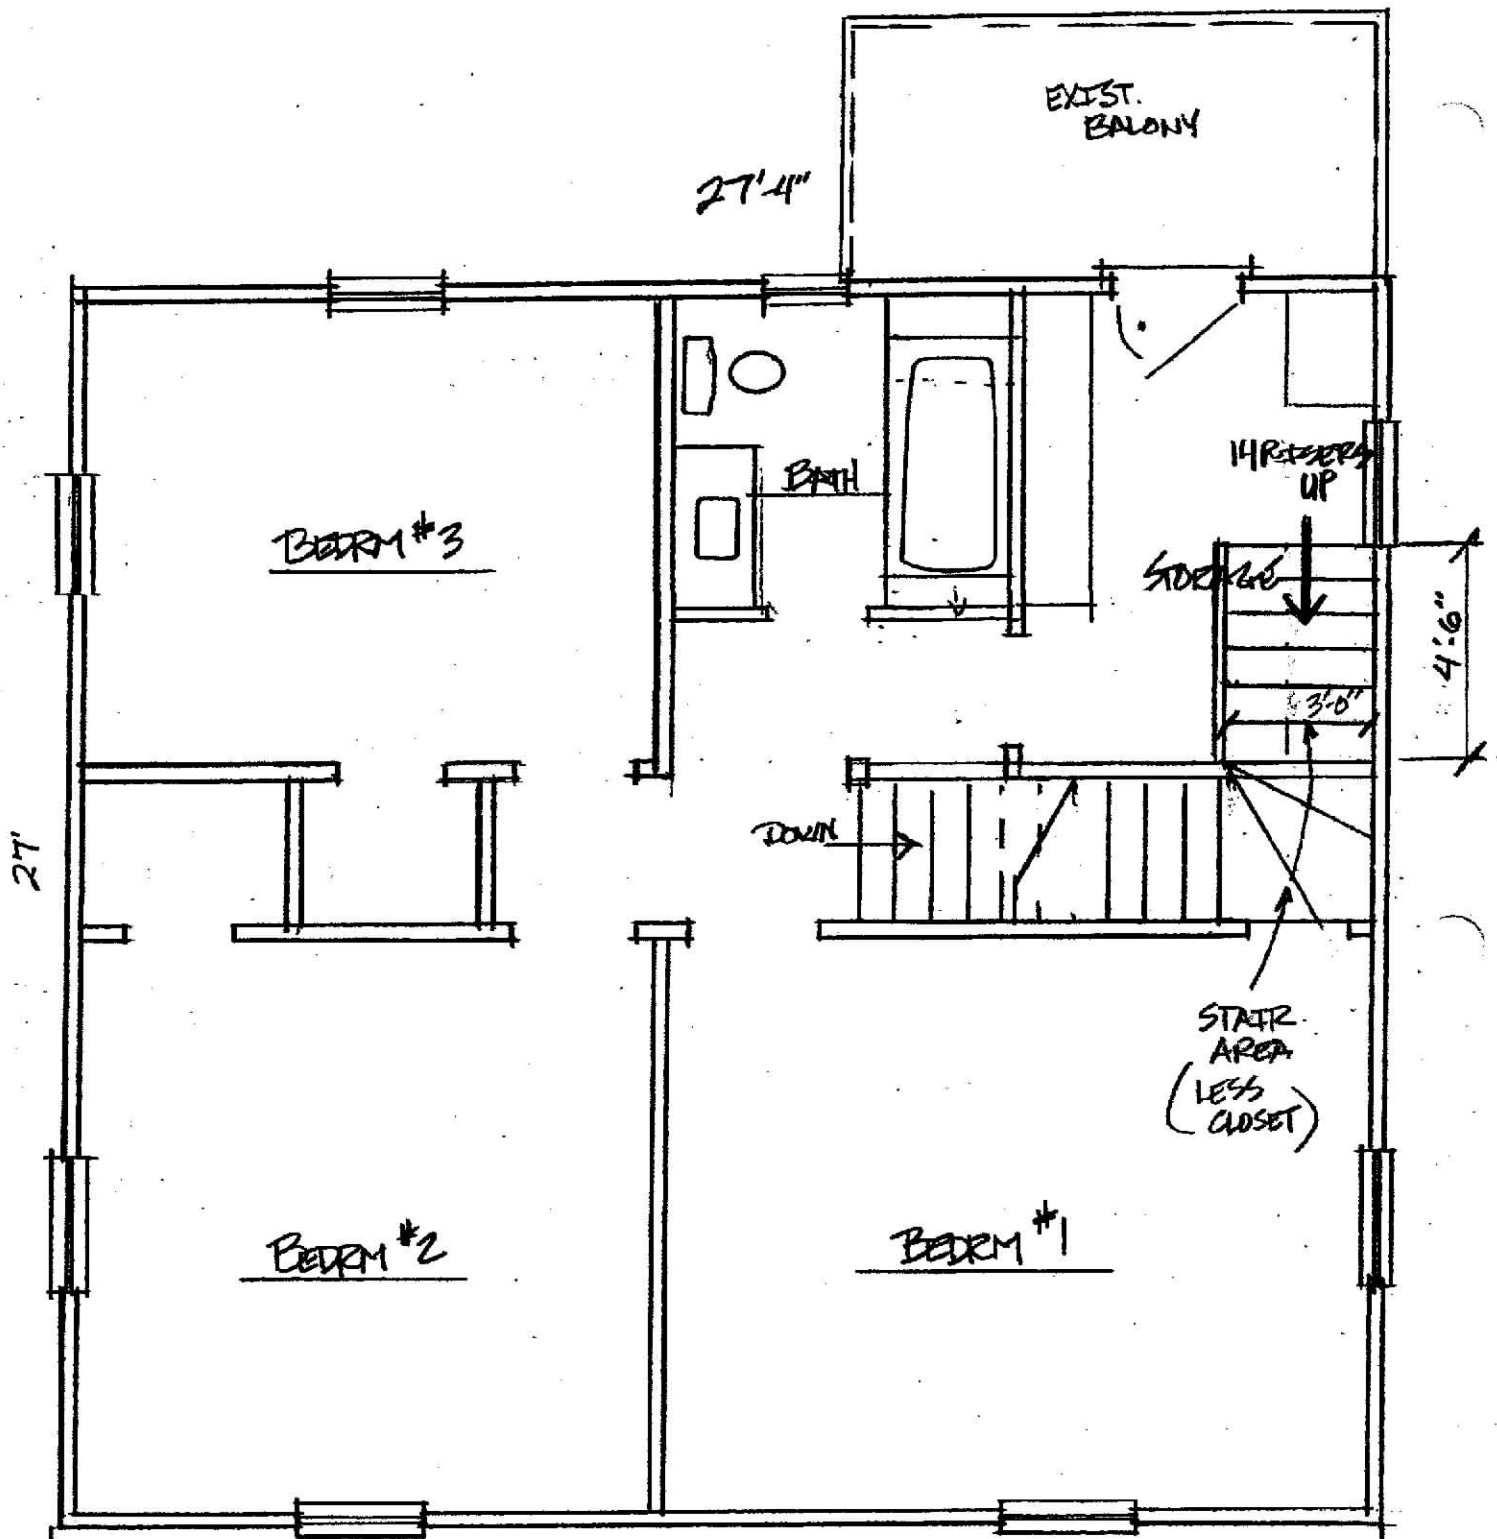 EXIST.
BALONY
27'-4"
14 RISERS
UP
BATH
BEDRM #3
STORAGE
4'-6"
3'-0"
DOWN
27'
STAIR
AREA
(LESS
CLOSET)
BEDRM #2
BEDRM #1